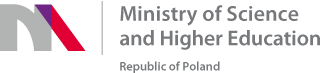 Ministry of Science
and Higher Education
Republic of Poland